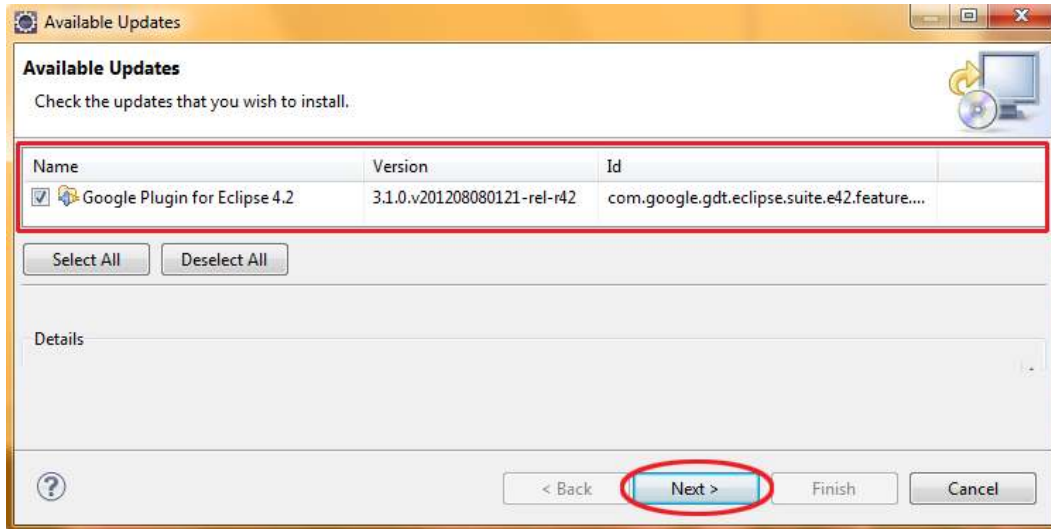 Available Updates
Available Updates
Check the updates that you wish to install.
Name Version Id
Google Plugin for Eclipse 4.2 3.1.0.v201208080121-rel-r42 com.google.gdt.eclipse.suite.e42.feature....
Select All Deselect All
Details
? < Back Next > Finish Cancel